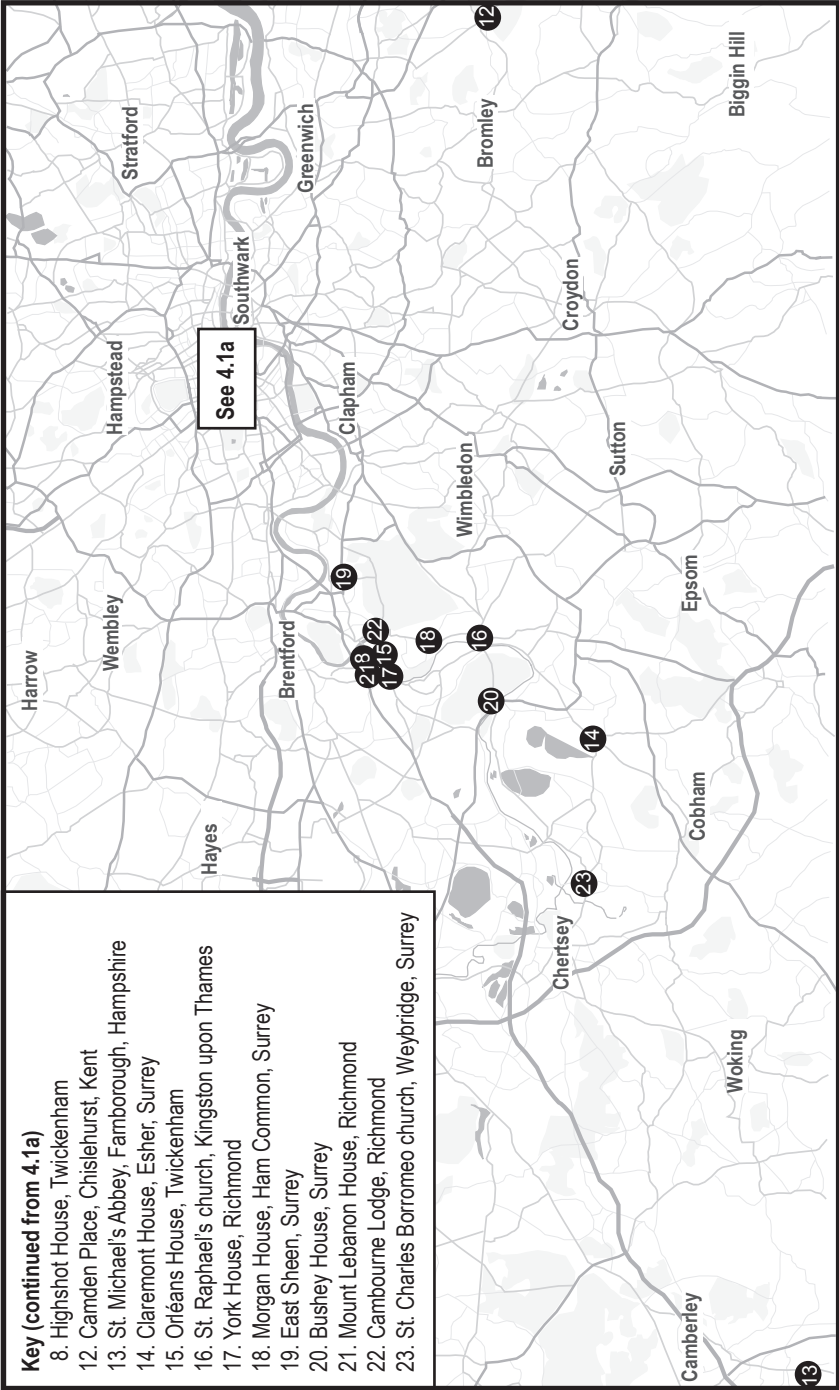 Key (continued from 4.1a)
8. Highshot House, Twickenham
12. Camden Place, Chislehurst, Kent
13. St. Michael's Abbey, Farnborough, Hampshire
14. Claremont House, Esher, Surrey
15. Orléans House, Twickenham
16. St. Raphael's church, Kingston upon Thames
17. York House, Richmond
18. Morgan House, Ham Common, Surrey
19. East Sheen, Surrey
20. Bushey House, Surrey
21. Mount Lebanon House, Richmond
22. Cambourne Lodge, Richmond
23. St. Charles Borromeo church, Weybridge, Surrey
Harrow
Wembley
Hampstead
Stratford
Hayes
See 4.1a
Southwark
Brentford
Greenwich
Clapham
19
22
21
8
15
17
18
Wimbledon
16
20
Bromley
12
Chertsey
23
14
Croydon
Sutton
Epsom
Cobham
Biggin Hill
Woking
Camberley
13